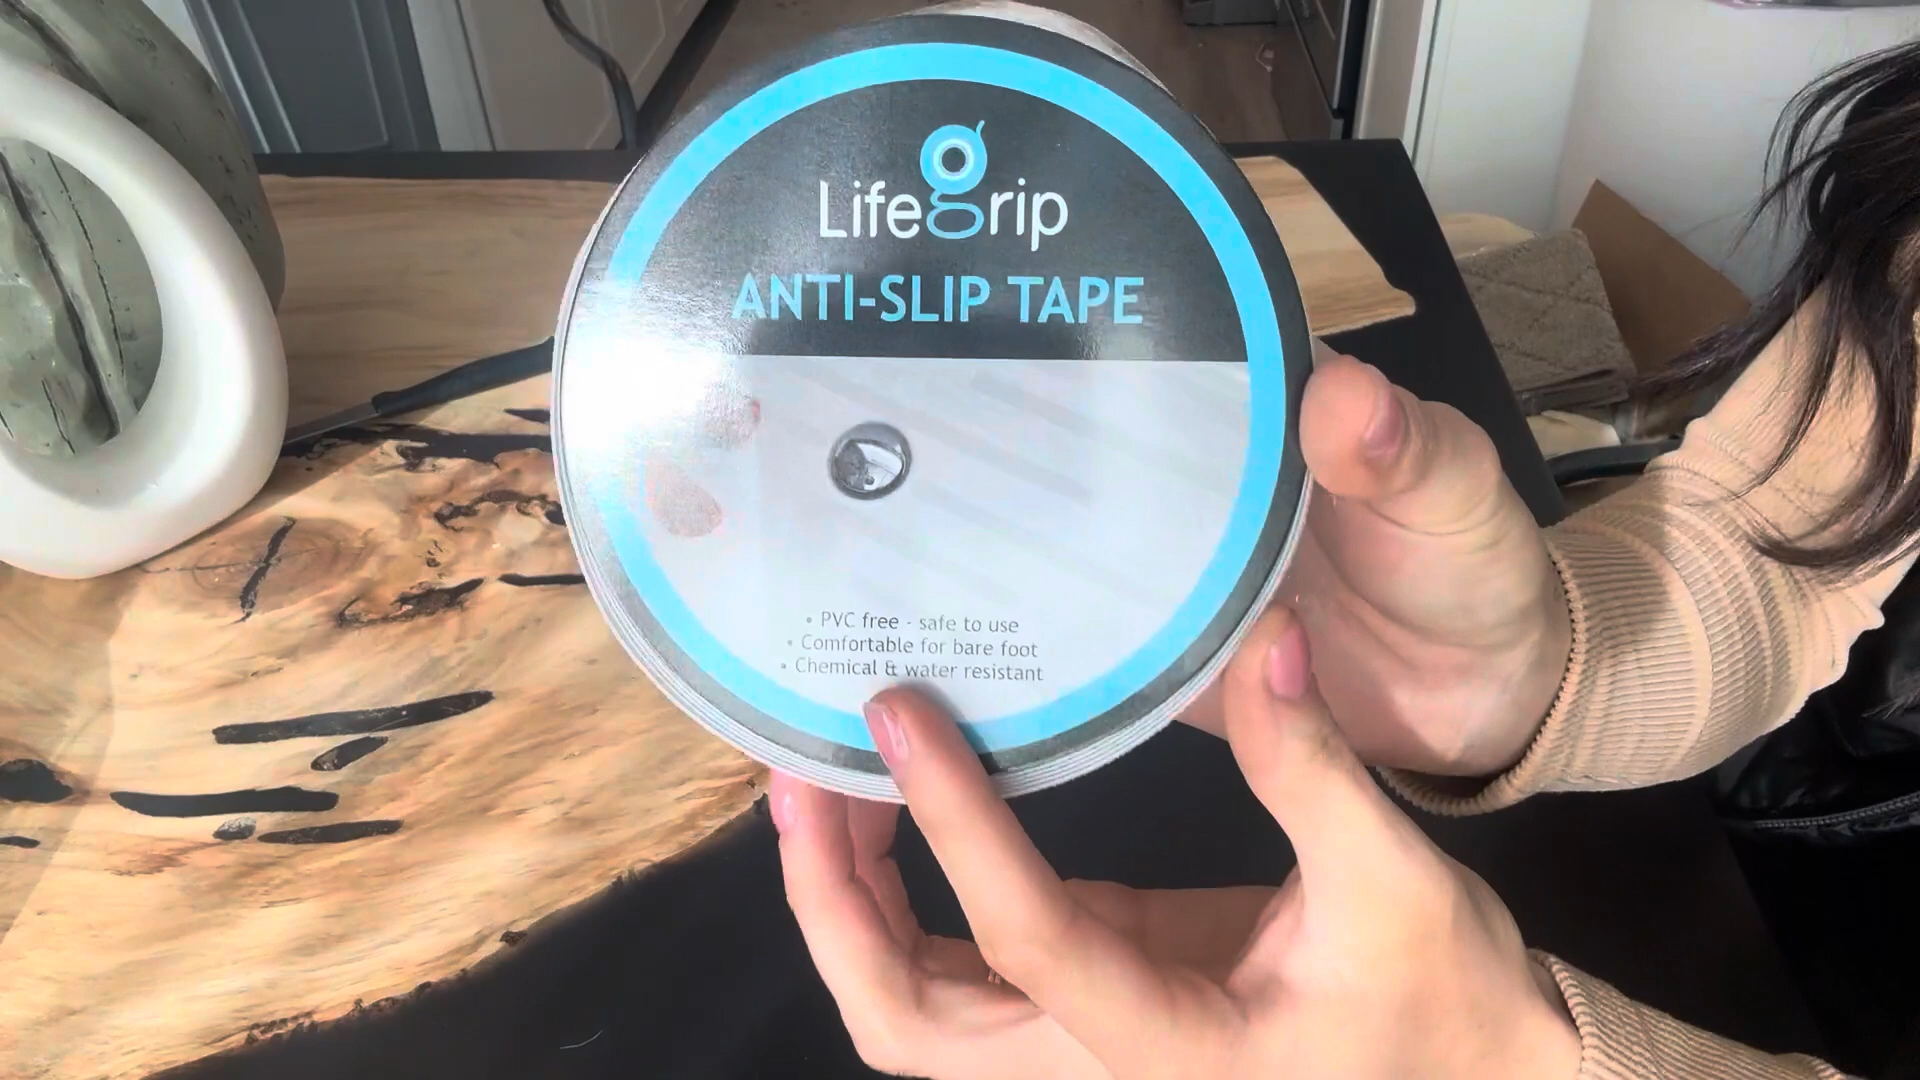 Lifegrip
ANTI-SLIP TAPE
• PVC free - safe to use
• Comfortable for bare foot
• Chemical & water resistant